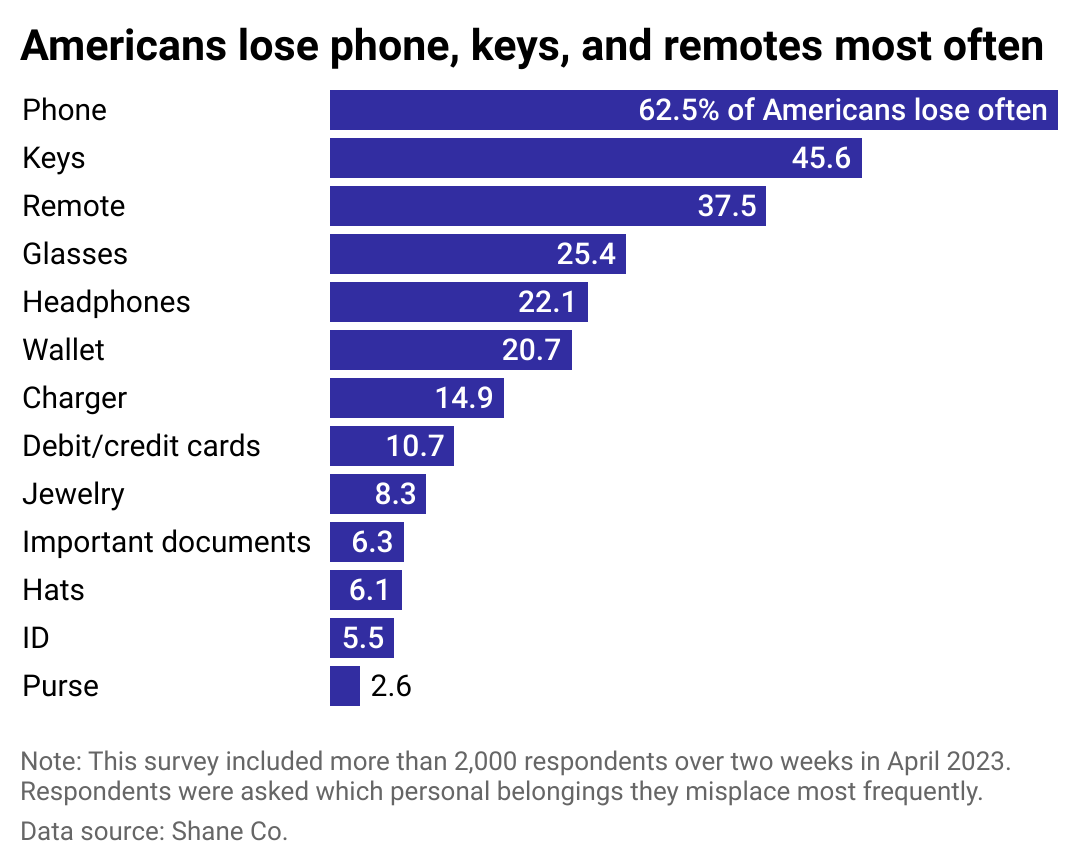 Americans lose phone, keys, and remotes most often
Phone 62.5% of Americans lose often
Keys 45.6
Remote 37.5
Glasses 25.4
Headphones 22.1
Wallet 20.7
Charger 14.9
Debit/credit cards 10.7
Jewelry 8.3
Important documents 6.3
Hats 6.1
ID 5.5
Purse 2.6
Note: This survey included more than 2,000 respondents over two weeks in April 2023.
Respondents were asked which personal belongings they misplace most frequently.
Data source: Shane Co.